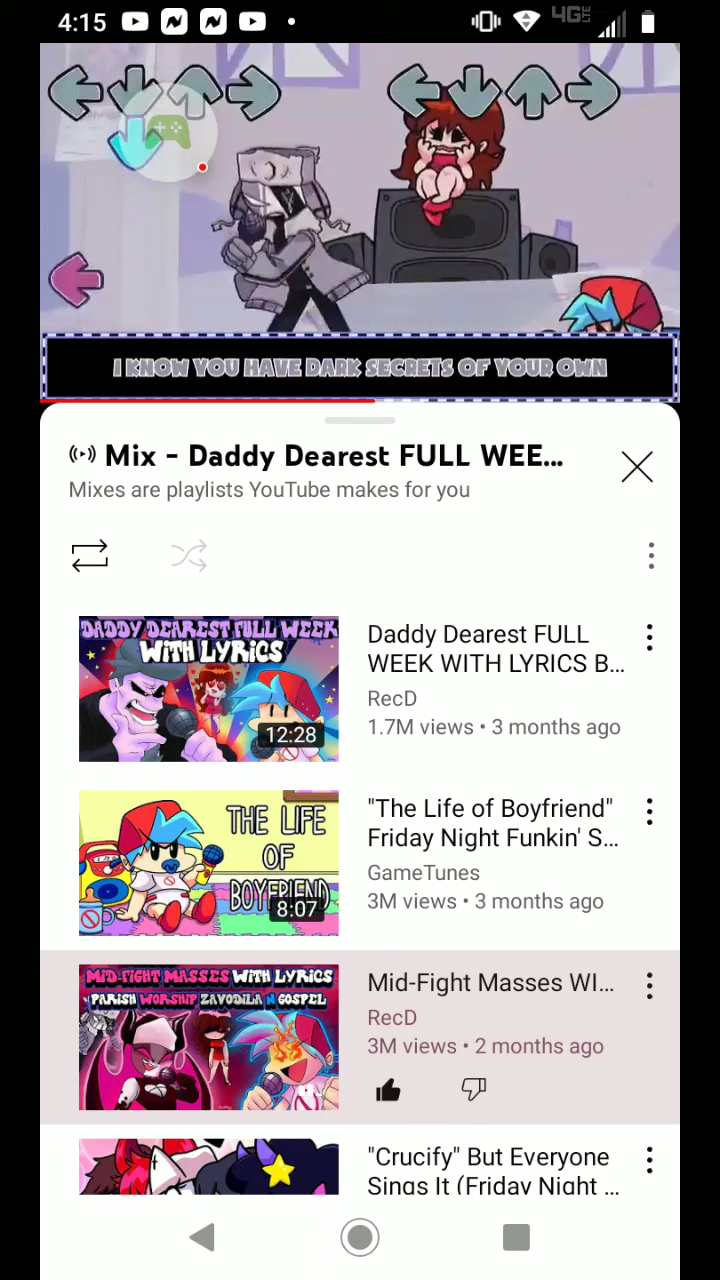 4:15
4G LTE
I KNOW YOU HAVE DARK SECRETS OF YOUR OWN
Mix - Daddy Dearest FULL WEE...
Mixes are playlists YouTube makes for you
DADDY DEAREST FULL WEEK
WITH LYRICS
12:28
Daddy Dearest FULL
WEEK WITH LYRICS B...
RecD
1.7M views • 3 months ago
THE LIFE
OF
BOYFRIEND
8:07
"The Life of Boyfriend"
Friday Night Funkin' S...
GameTunes
3M views • 3 months ago
MID-FIGHT MASSES WITH LYRICS
PARISH WORSHIP ZAVODILA N GOSPEL
Mid-Fight Masses WI...
RecD
3M views • 2 months ago
"Crucify" But Everyone
Sings It (Friday Night ...